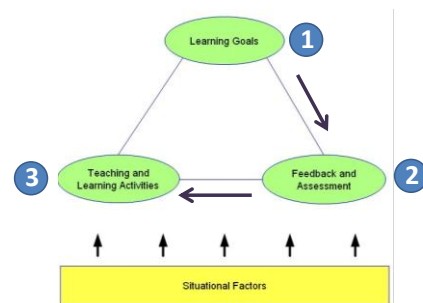 Learning Goals
1
3
Teaching and
Learning Activities
Feedback and
Assessment
2
Situational Factors